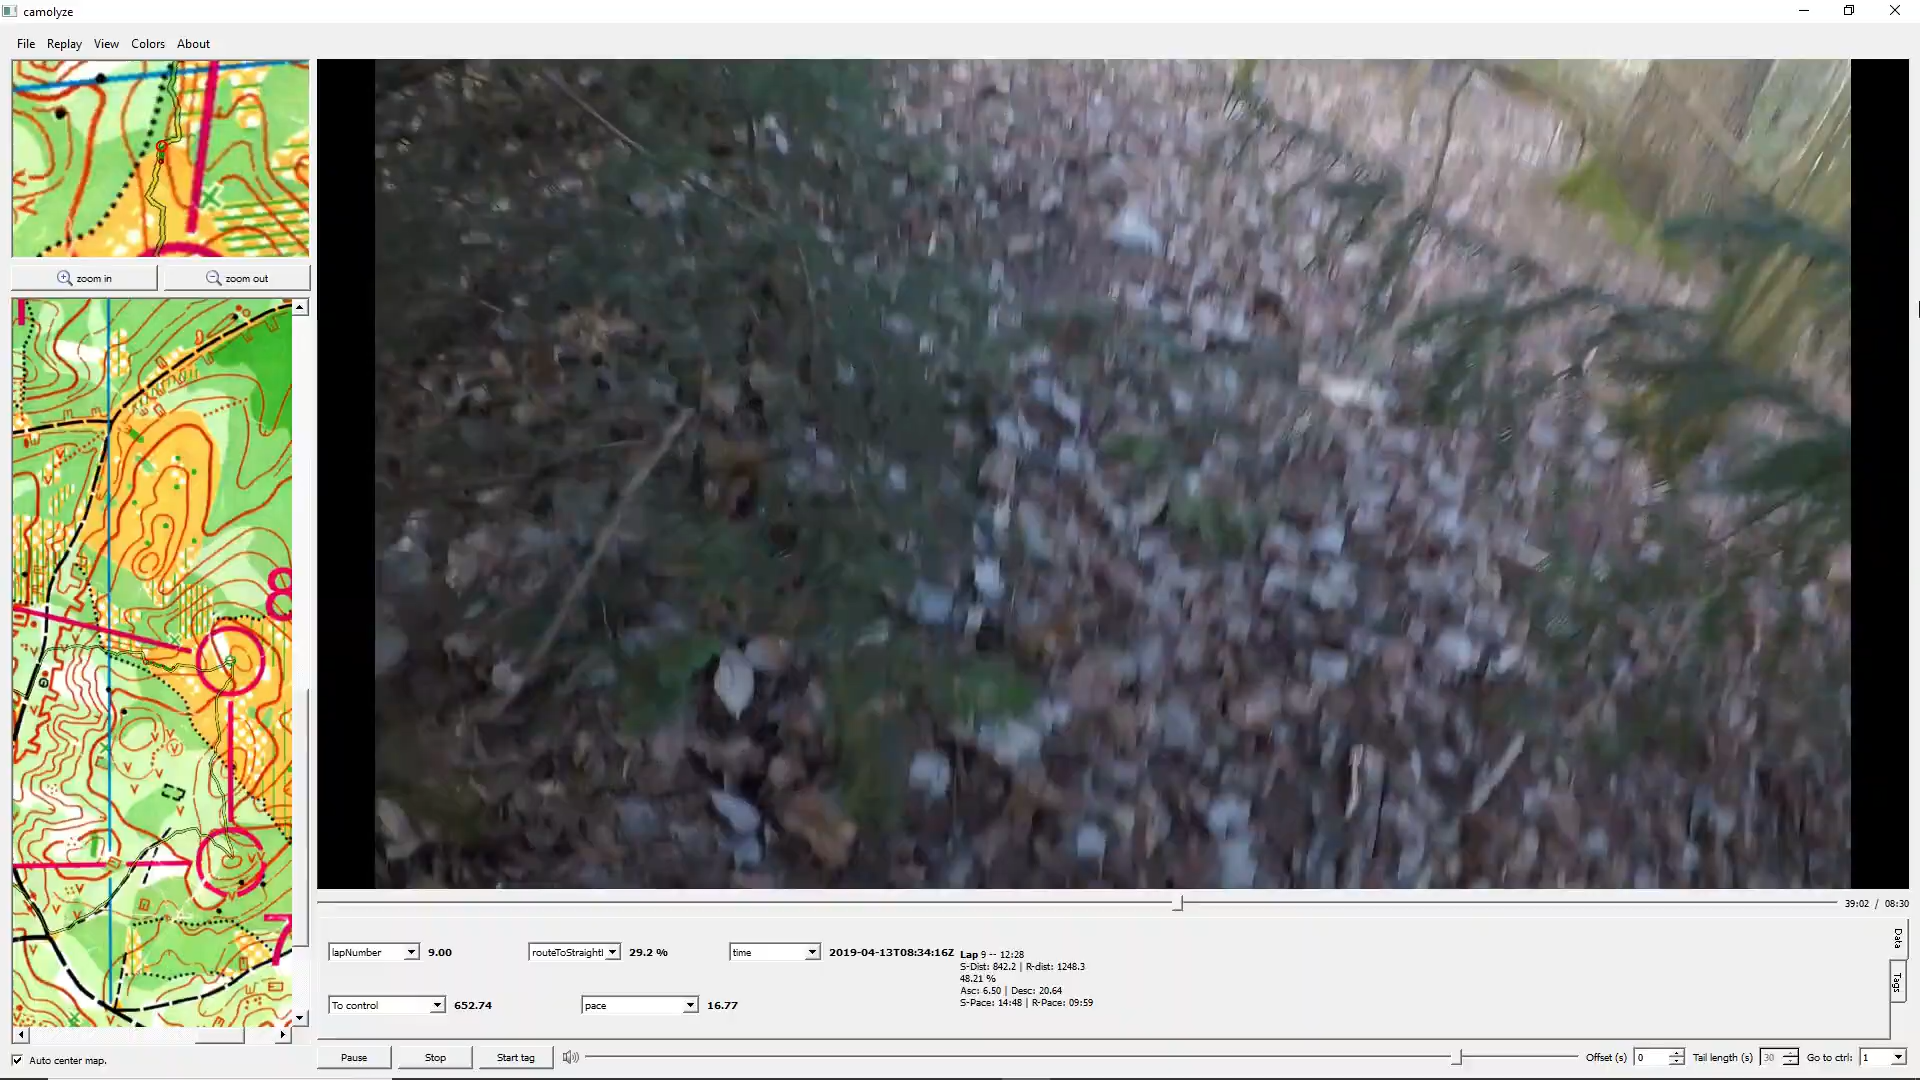 camolyze
File Replay View Colors About
zoom in
zoom out
8
7
39:02 / 08:30
Data
Tags
lapNumber 9.00
routeToStraightl 29.2 %
time 2019-04-13T08:34:16Z
To control 652.74
pace 16.77
Lap 9 -- 12:28
S-Dist: 842.2 | R-dist: 1248.3
48.21 %
Asc: 6.50 | Desc: 20.64
S-Pace: 14:48 | R-Pace: 09:59
Auto center map.
Pause Stop Start tag
Offset (s) 0 Tail length (s) 30 Go to ctrl: 1